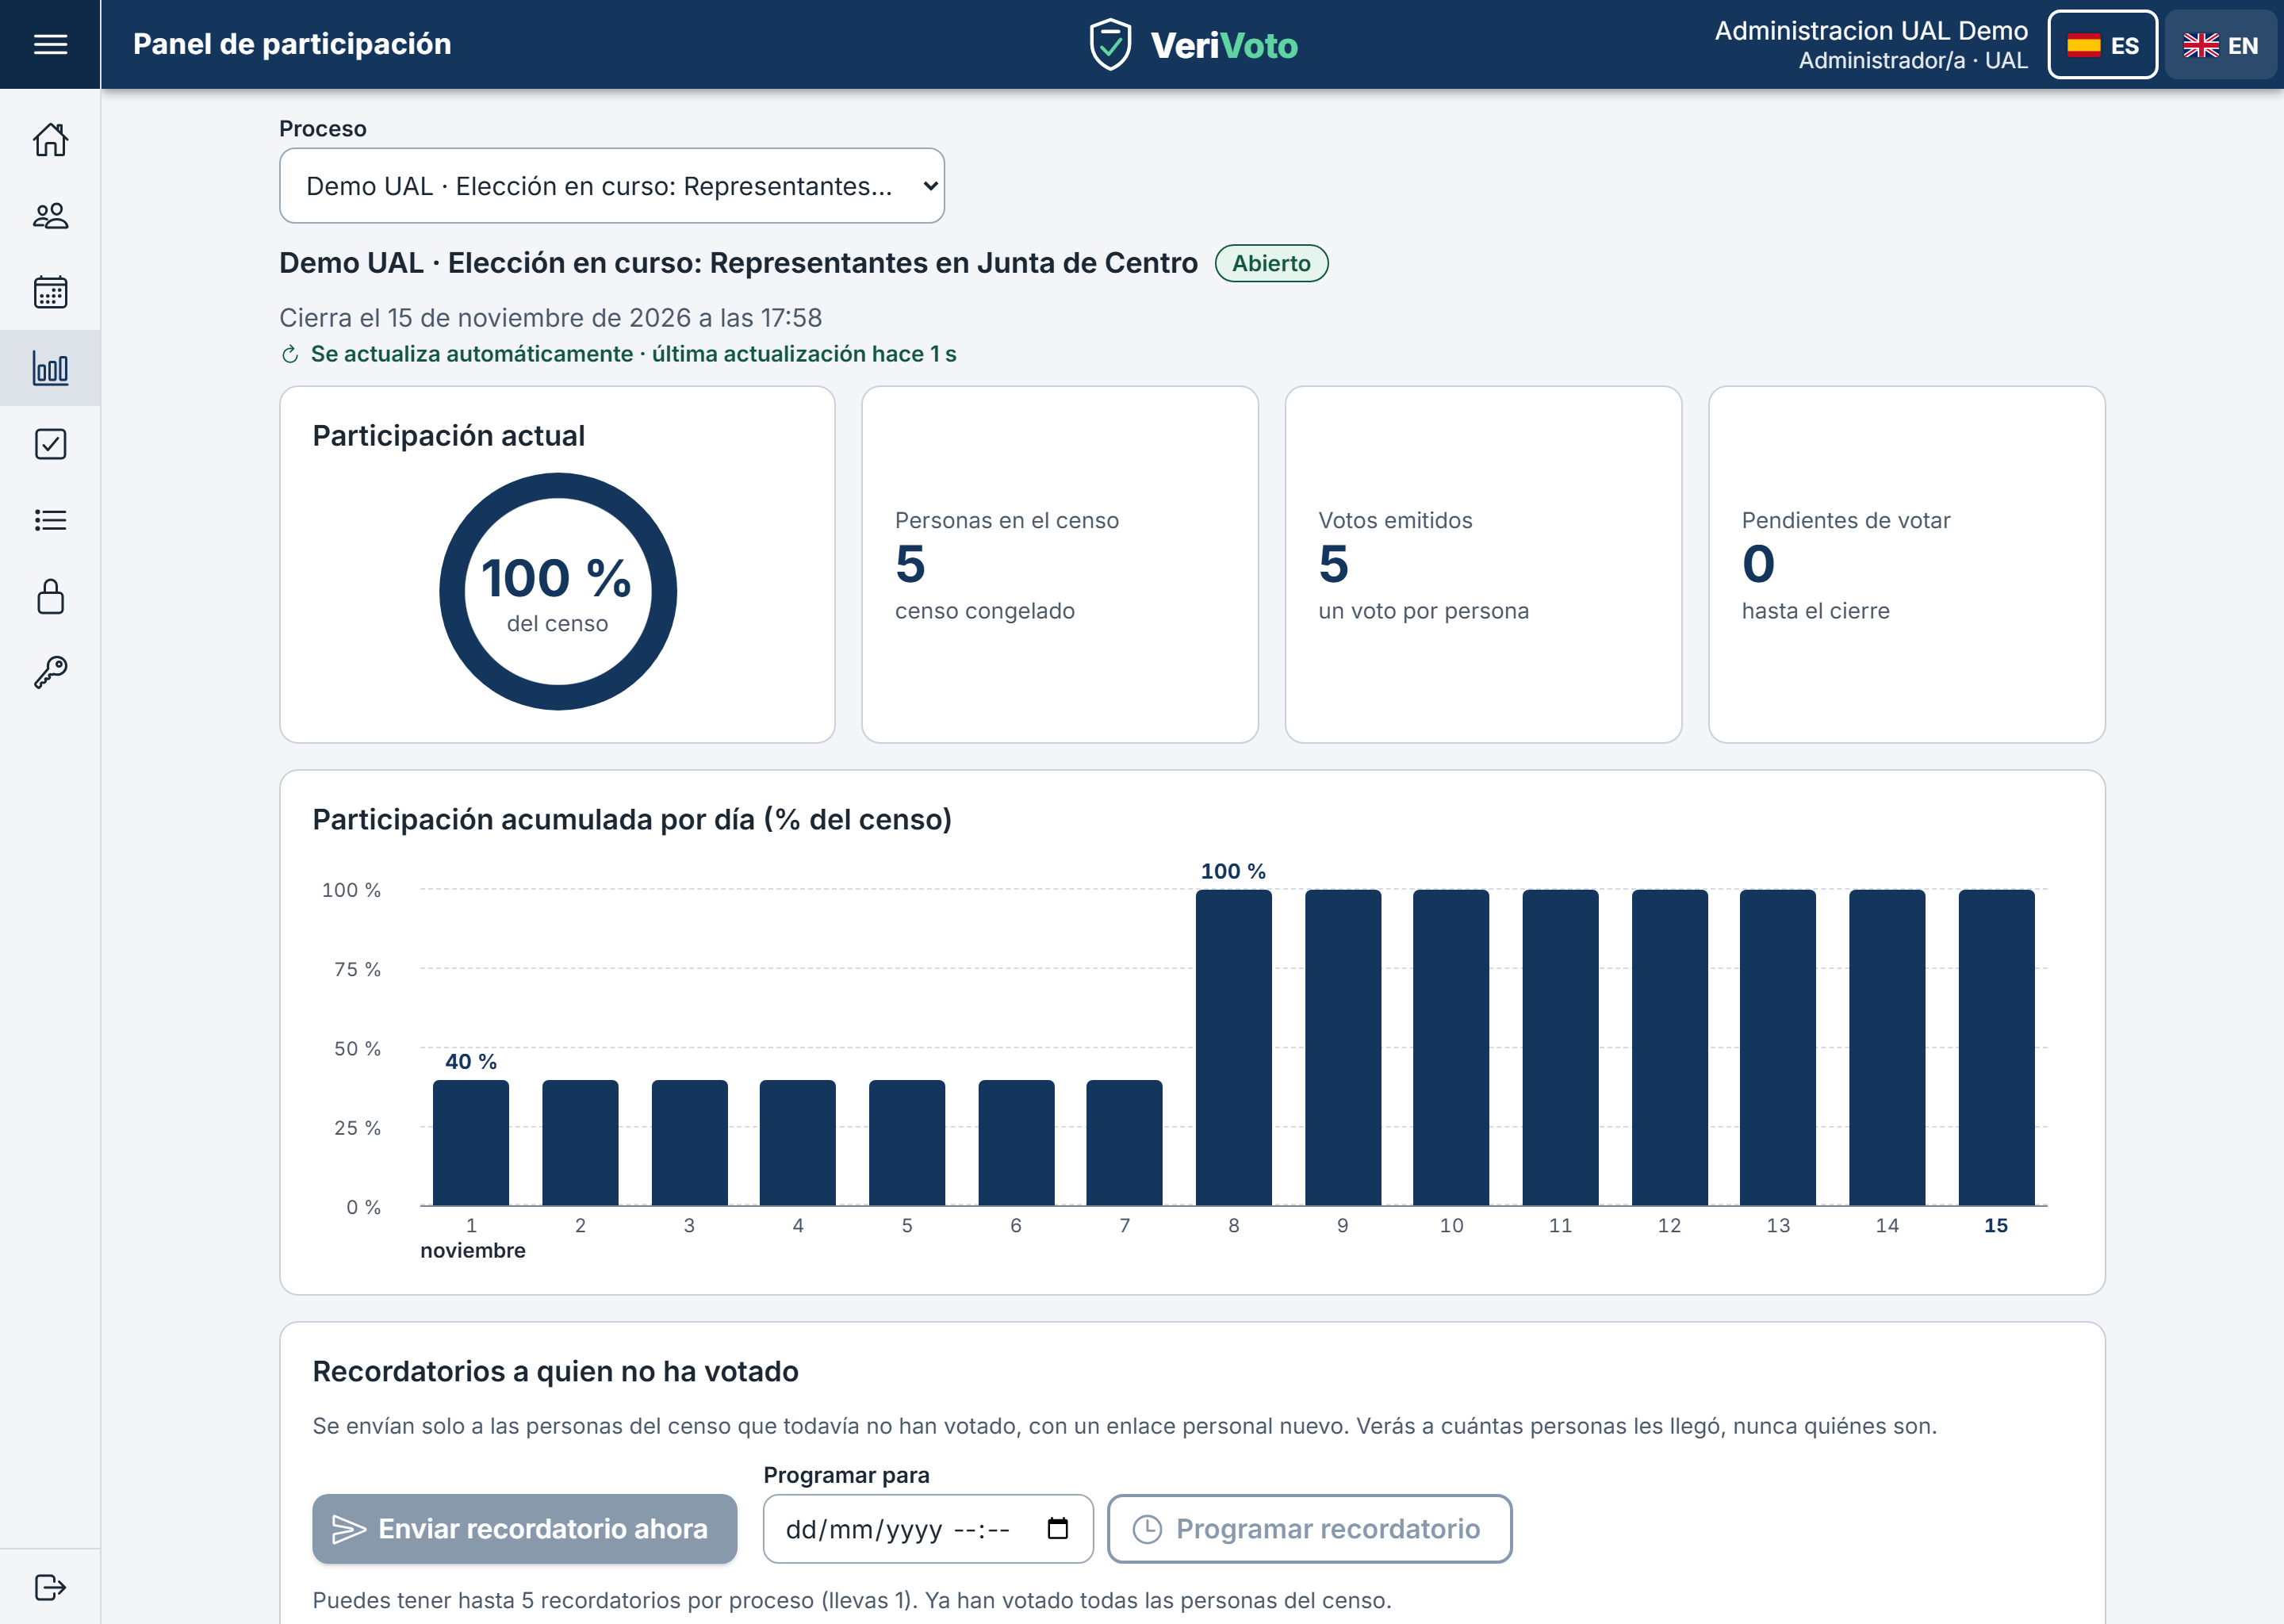 Panel de participación
VeriVoto
Administracion UAL Demo
Administrador/a · UAL
ES
EN
Proceso
Demo UAL · Elección en curso: Representantes...
Demo UAL · Elección en curso: Representantes en Junta de Centro
Abierto
Cierra el 15 de noviembre de 2026 a las 17:58
Se actualiza automáticamente · última actualización hace 1 s
Participación actual
100 %
del censo
Personas en el censo
5
censo congelado
Votos emitidos
5
un voto por persona
Pendientes de votar
0
hasta el cierre
Participación acumulada por día (% del censo)
100 %
75 %
50 %
25 %
0 %
40 %
100 %
1 2 3 4 5 6 7 8 9 10 11 12 13 14 15
noviembre
Recordatorios a quien no ha votado
Se envían solo a las personas del censo que todavía no han votado, con un enlace personal nuevo. Verás a cuántas personas les llegó, nunca quiénes son.
Programar para
Enviar recordatorio ahora
dd/mm/yyyy --:--
Programar recordatorio
Puedes tener hasta 5 recordatorios por proceso (llevas 1). Ya han votado todas las personas del censo.